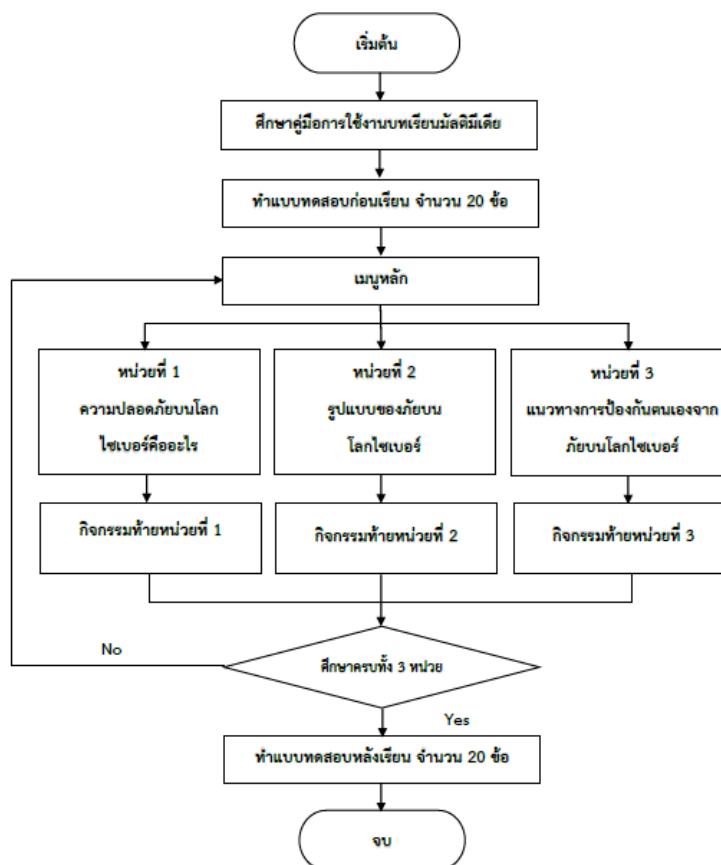 เริ่มต้น
ศึกษาคู่มือการใช้งานบทเรียนมัลติมีเดีย
ทำแบบทดสอบก่อนเรียน จำนวน 20 ข้อ
เมนูหลัก
หน่วยที่ 1
ความปลอดภัยบนโลก
ไซเบอร์คืออะไร
หน่วยที่ 2
รูปแบบของภัยบน
โลกไซเบอร์
หน่วยที่ 3
แนวทางการป้องกันตนเองจาก
ภัยบนโลกไซเบอร์
กิจกรรมท้ายหน่วยที่ 1
กิจกรรมท้ายหน่วยที่ 2
กิจกรรมท้ายหน่วยที่ 3
No
ศึกษาครบทั้ง 3 หน่วย
Yes
ทำแบบทดสอบหลังเรียน จำนวน 20 ข้อ
จบ